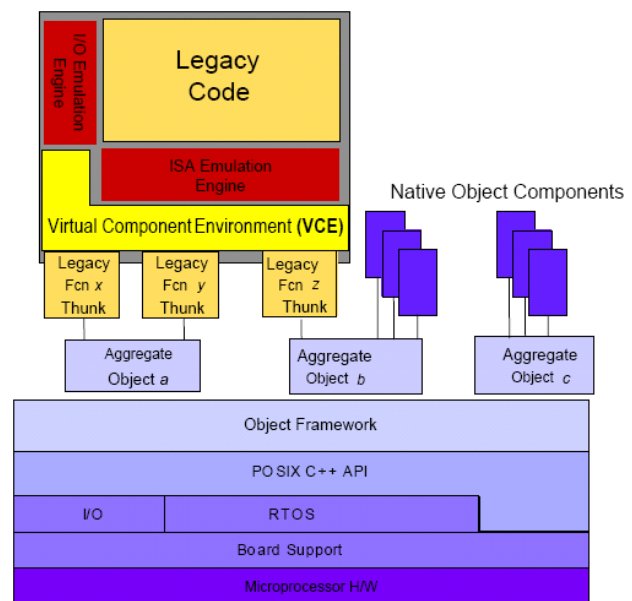 I/O Emulation
Engine
Legacy
Code
ISA Emulation
Engine
Native Object Components
Virtual Component Environment (VCE)
Legacy
Fcn x
Thunk
Legacy
Fcn y
Thunk
Legacy
Fcn z
Thunk
Aggregate
Object a
Aggregate
Object b
Aggregate
Object c
Object Framework
POSIX C++ API
I/O
RTOS
Board Support
Microprocessor H/W